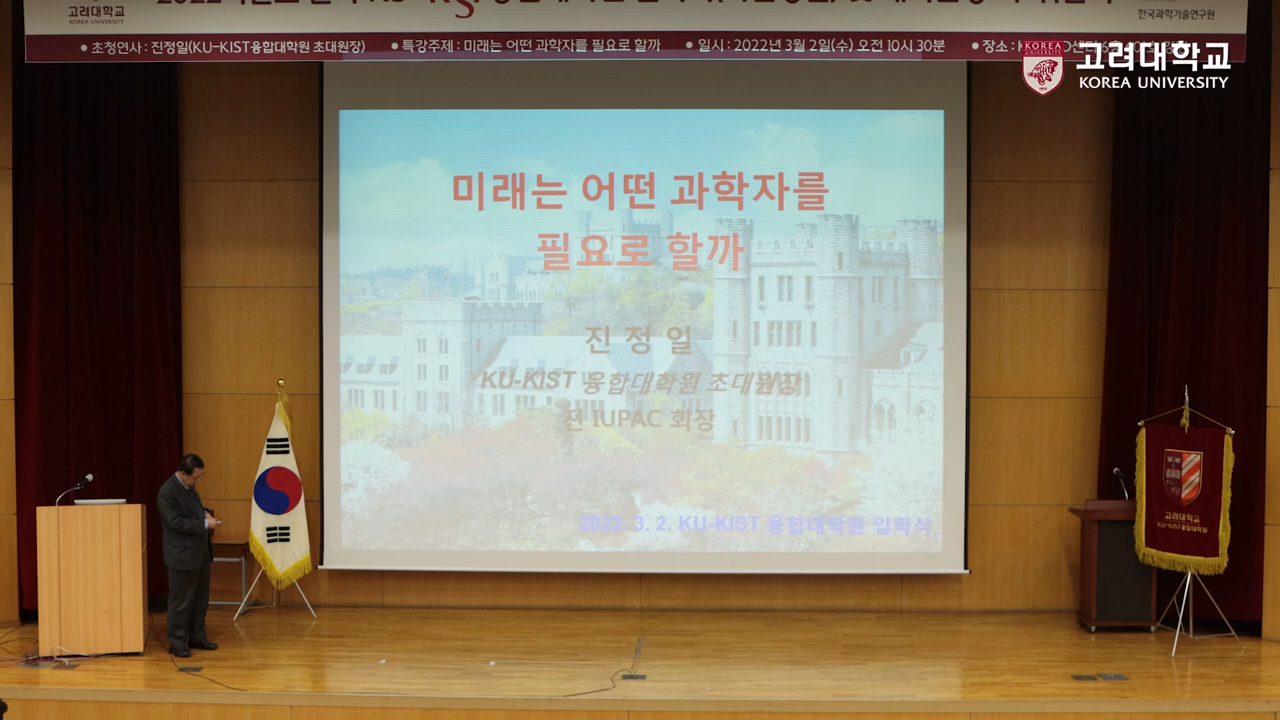 고려대학교
KOREA UNIVERSITY
한국과학기술연구원
● 초청연사 : 진정일(KU-KIST융합대학원 초대원장) ● 특강주제 : 미래는 어떤 과학자를 필요로 할까 ● 일시 : 2022년 3월 2일(수) 오전 10시 30분 ● 장소 :
KOREA
UNIVERSITY
1905
고려대학교
KOREA UNIVERSITY
미래는 어떤 과학자를
필요로 할까
진 정 일
KU-KIST 융합대학원 초대원장
전 IUPAC 회장
2022. 3. 2. KU-KIST 융합대학원 입학식
고려대학교
KU-KIST융합대학원